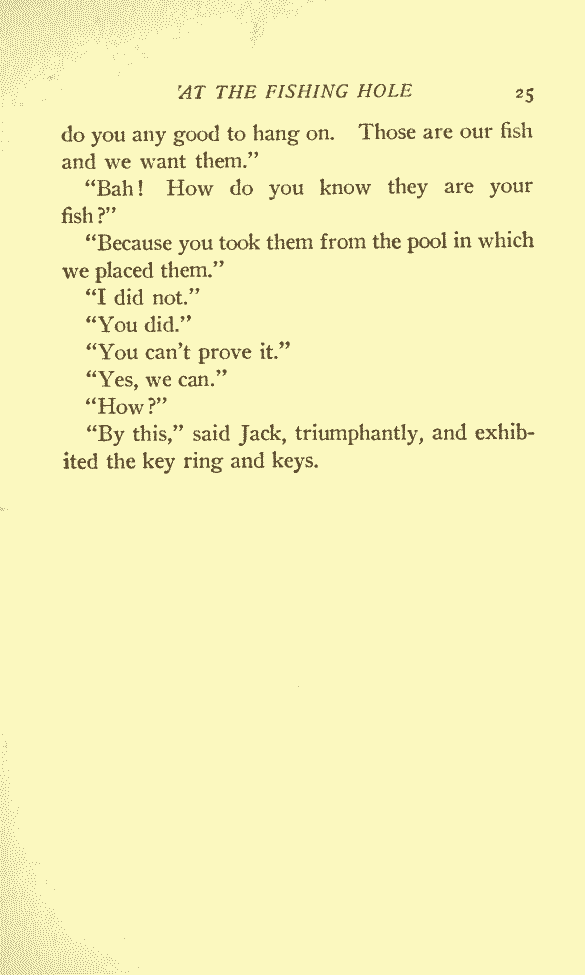 'AT THE FISHING HOLE 25
do you any good to hang on. Those are our fish
and we want them.”
“Bah! How do you know they are your
fish?”
“Because you took them from the pool in which
we placed them.”
“I did not.”
“You did.”
“You can’t prove it.”
“Yes, we can.”
“How?”
“By this,” said Jack, triumphantly, and exhib-
ited the key ring and keys.